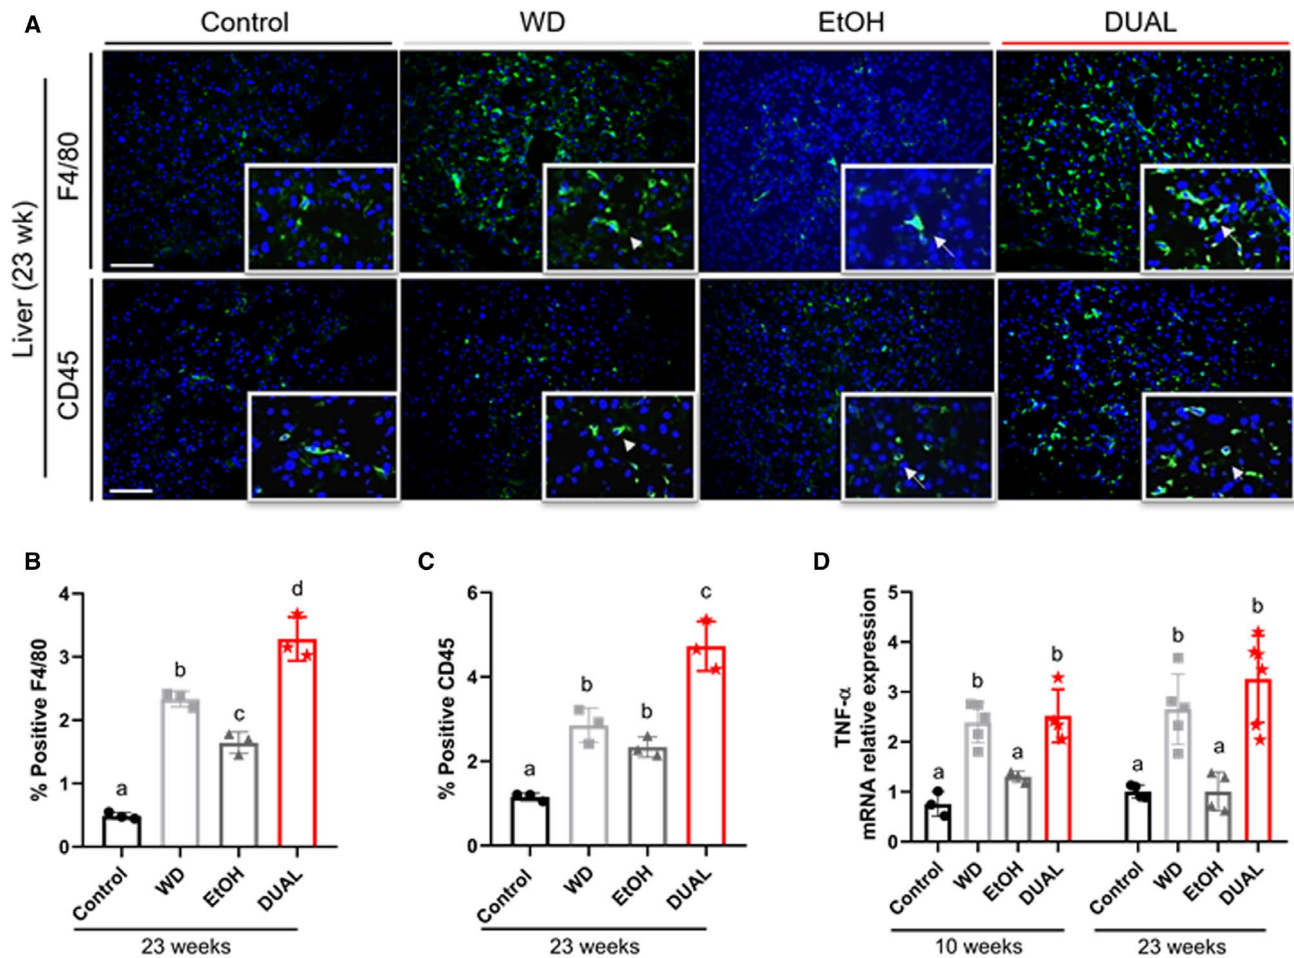 A
Control
WD
EtOH
DUAL
Liver (23 wk)
F4/80
CD45
B
% Positive F4/80
4
3
2
1
0
a
b
c
d
Control
WD
EtOH
DUAL
23 weeks
C
% Positive CD45
6
4
2
0
a
b
b
c
Control
WD
EtOH
DUAL
23 weeks
D
TNF-α
mRNA relative expression
5
4
3
2
1
0
a
b
a
b
a
b
a
b
Control
WD
EtOH
DUAL
Control
WD
EtOH
DUAL
10 weeks
23 weeks